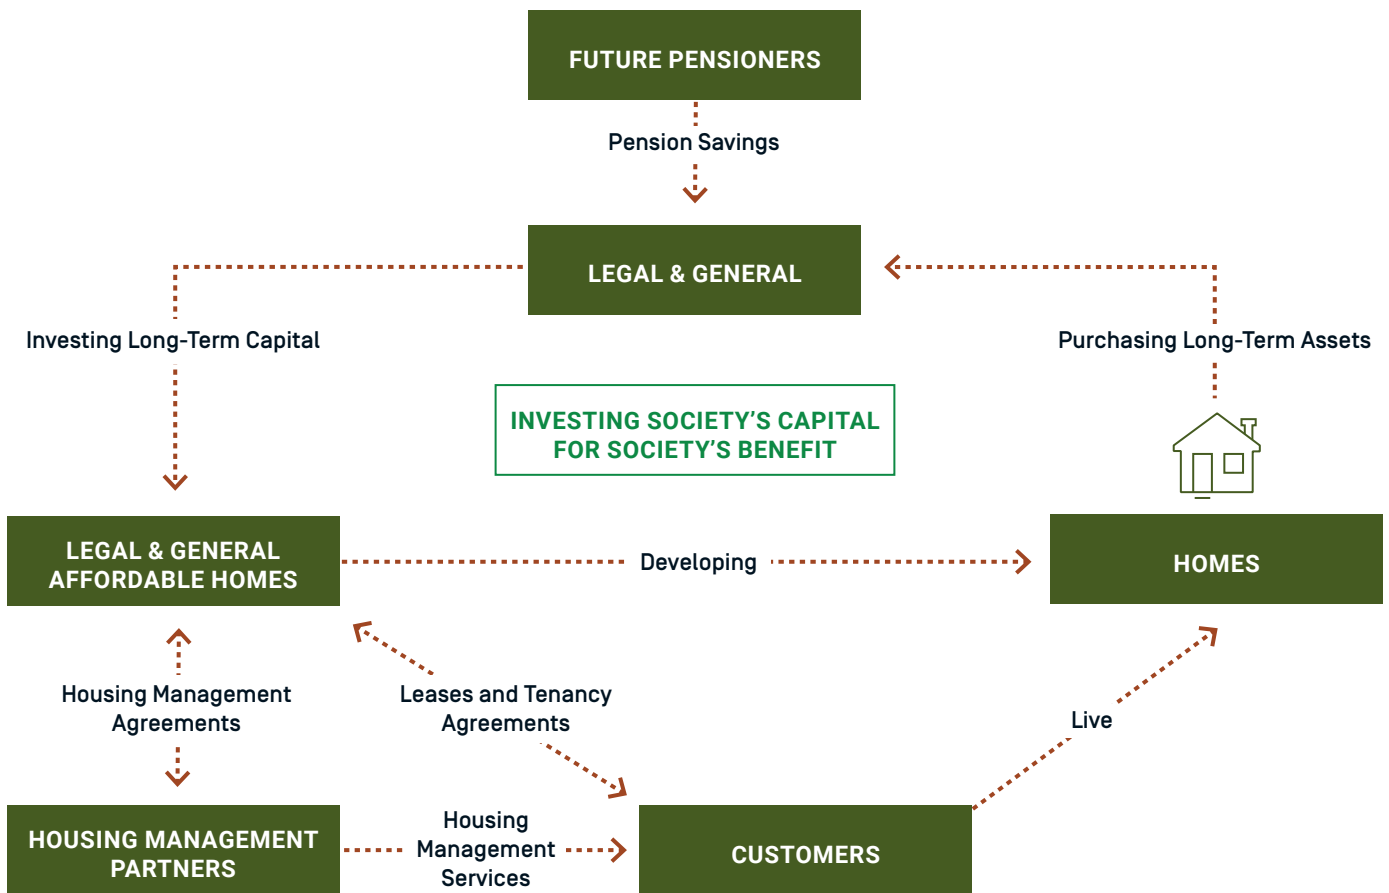 FUTURE PENSIONERS
Pension Savings
LEGAL & GENERAL
Investing Long-Term Capital
Purchasing Long-Term Assets
INVESTING SOCIETY’S CAPITAL
FOR SOCIETY’S BENEFIT
LEGAL & GENERAL
AFFORDABLE HOMES
Developing
HOMES
Housing Management
Agreements
Leases and Tenancy
Agreements
Live
HOUSING MANAGEMENT
PARTNERS
Housing
Management
Services
CUSTOMERS